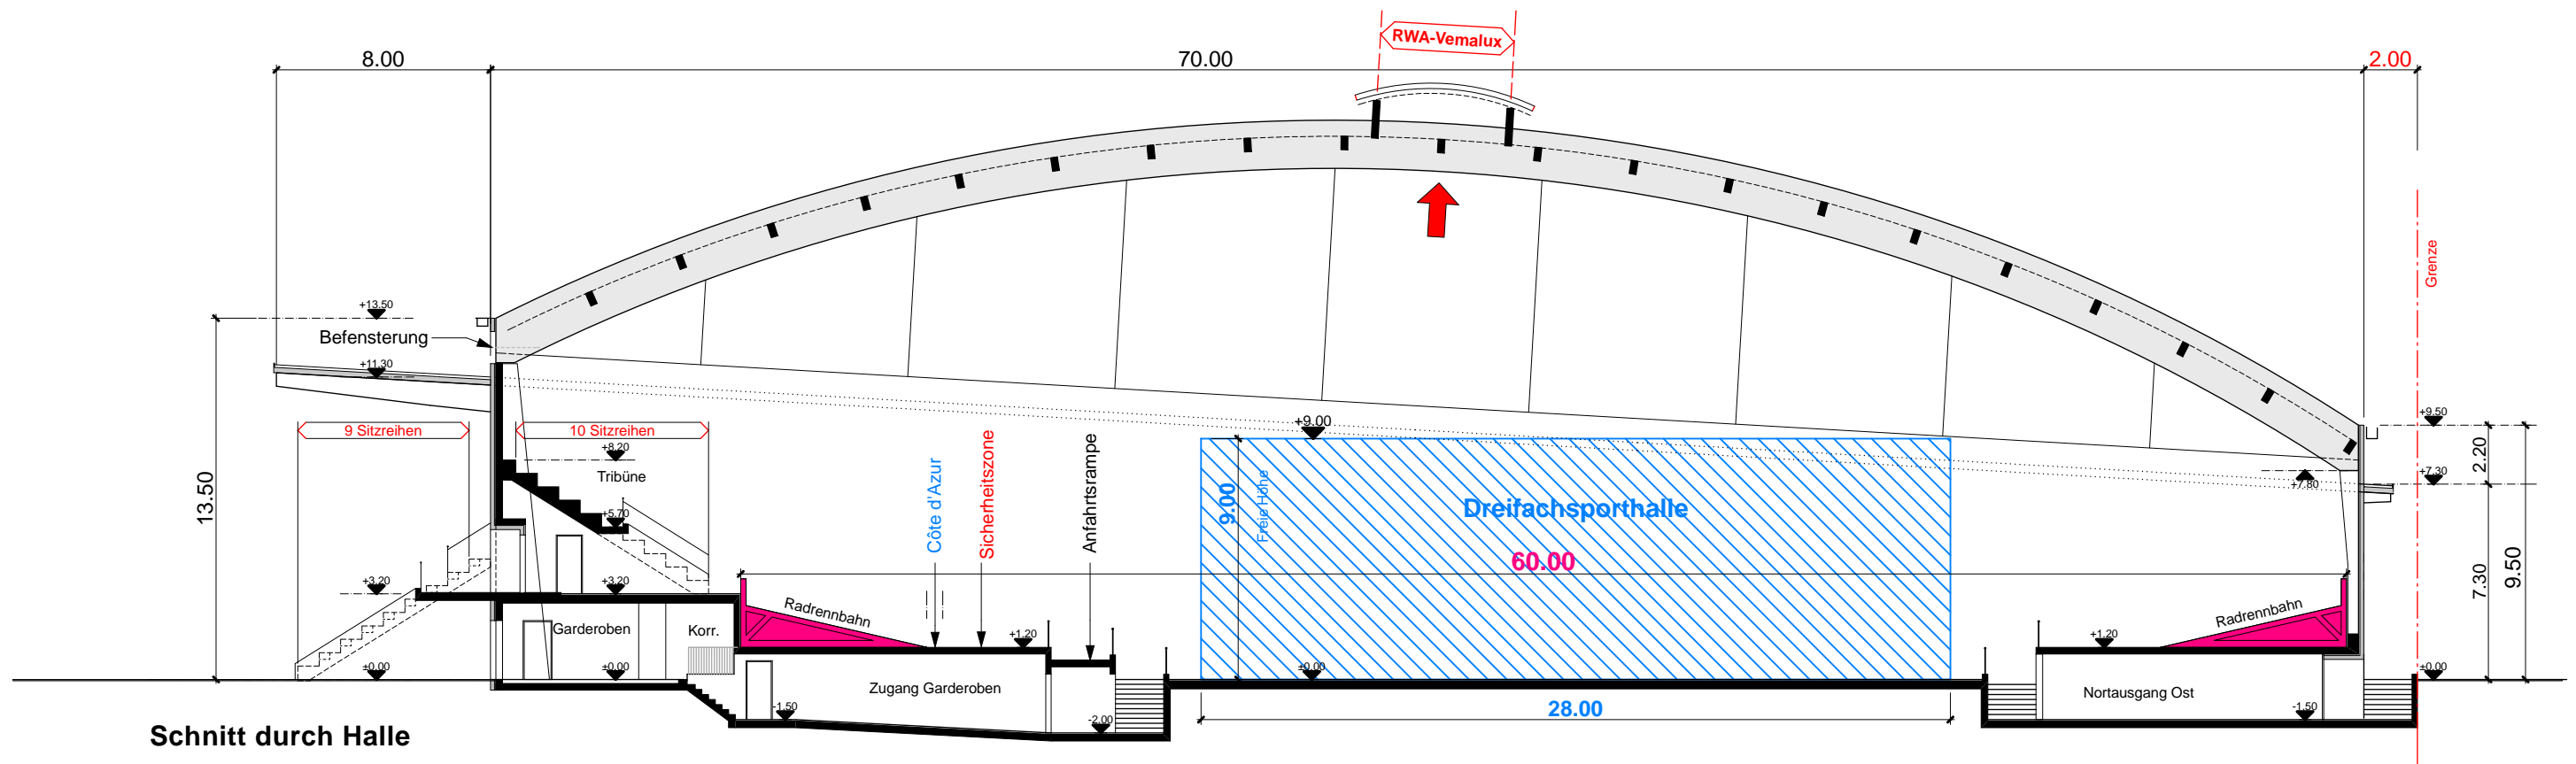 RWA-Vemalux
8.00
70.00
2.00
Grenze
+13.50
Befensterung
+11.30
+9.50
9 Sitzreihen
10 Sitzreihen
+9.00
+8.20
Tribüne
2.20
+7.30
+7.80
13.50
Côte d'Azur
Sicherheitszone
Anfahrtsrampe
9.00
Freie Höhe
Dreifachsporthalle
60.00
+5.70
9.50
7.30
+3.20
+3.20
Radrennbahn
Radrennbahn
Garderoben
Korr.
+1.20
+1.20
±0.00
±0.00
±0.00
±0.00
Zugang Garderoben
Nortausgang Ost
-1.50
-2.00
28.00
-1.50
Schnitt durch Halle